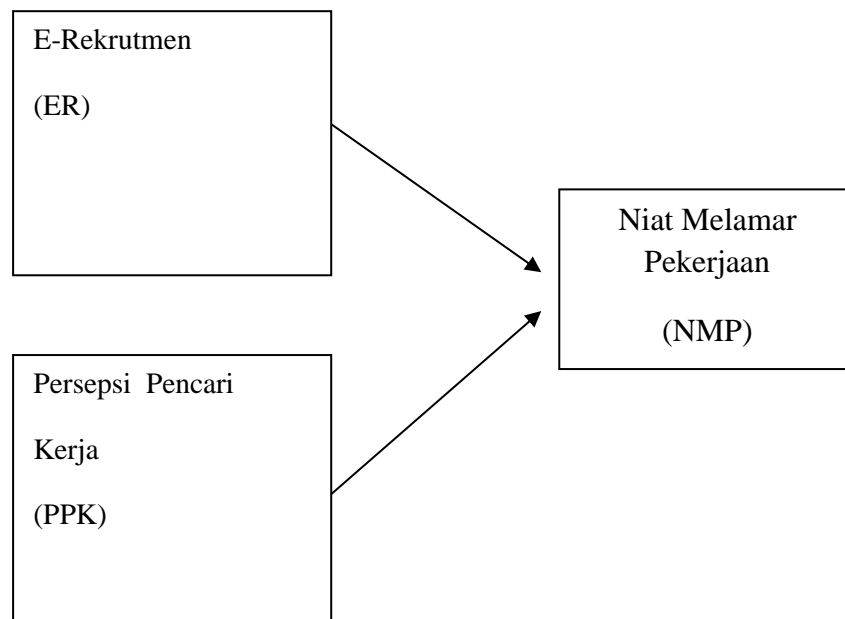 E-Rekrutmen
(ER)
Niat Melamar
Pekerjaan
(NMP)
Persepsi Pencari
Kerja
(PPK)